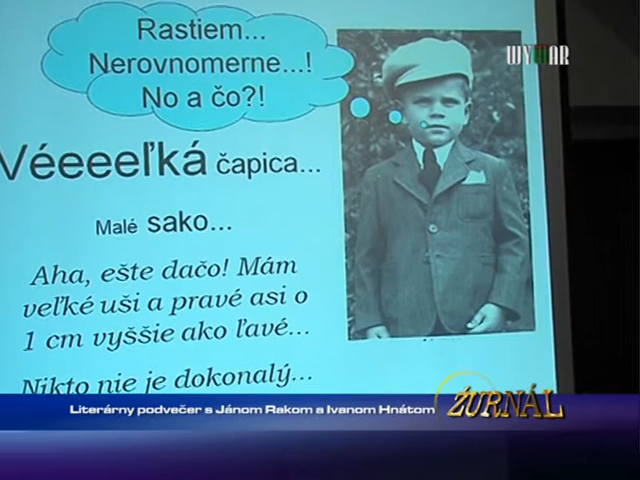 Rastiem...
Nerovnomerne...!
No a čo?!
WYWAR
Véeeeľká čapica...
Malé sako...
Aha, ešte dačo! Mám
veľké uši a pravé asi o
1 cm vyššie ako ľavé...
Nikto nie je dokonalý...
Literárny podvečer s Jánom Rakom a Ivanom Hnátom
ŽURNÁL